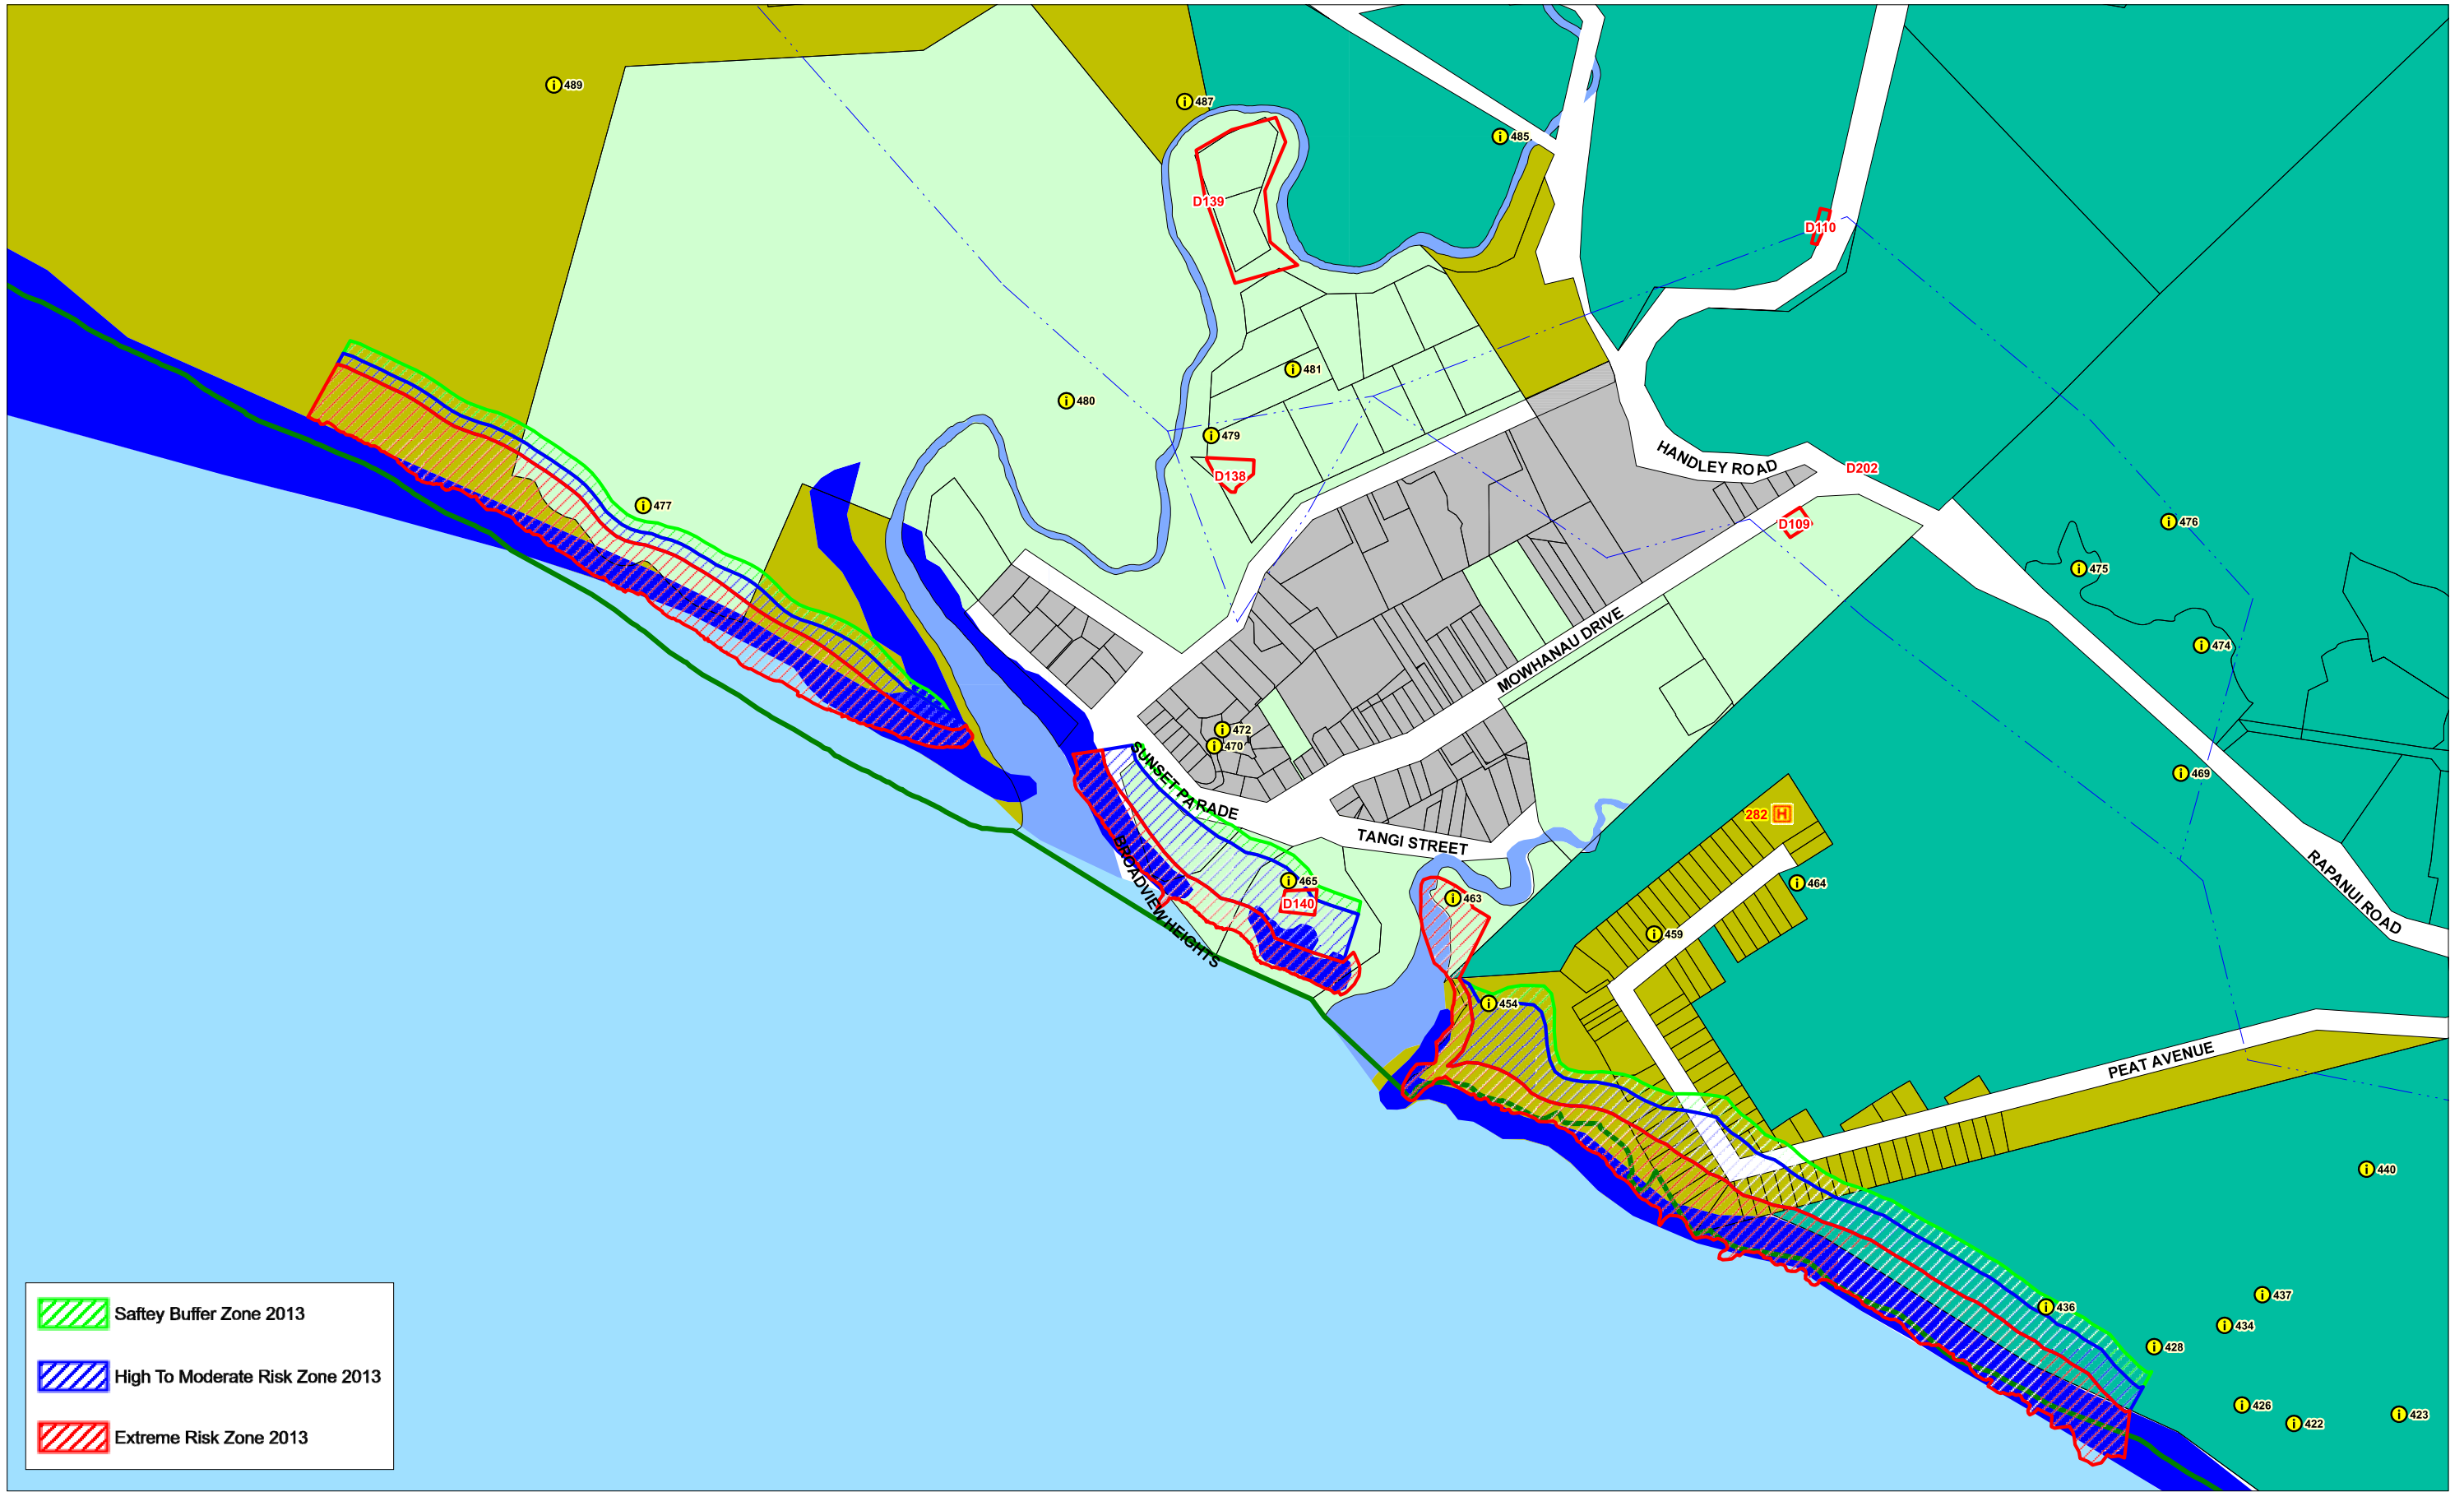 489
487
485
D139
D110
481
480
479
D138
HANDLEY ROAD
D202
477
D109
476
475
474
MOWHANAU DRIVE
472
470
469
SUNSET PARADE
282 H
TANGI STREET
465
464
463
D140
BROADVIEW HEIGHTS
459
RAPANUI ROAD
454
PEAT AVENUE
440
437
436
434
428
426
423
422
Saftey Buffer Zone 2013
High To Moderate Risk Zone 2013
Extreme Risk Zone 2013